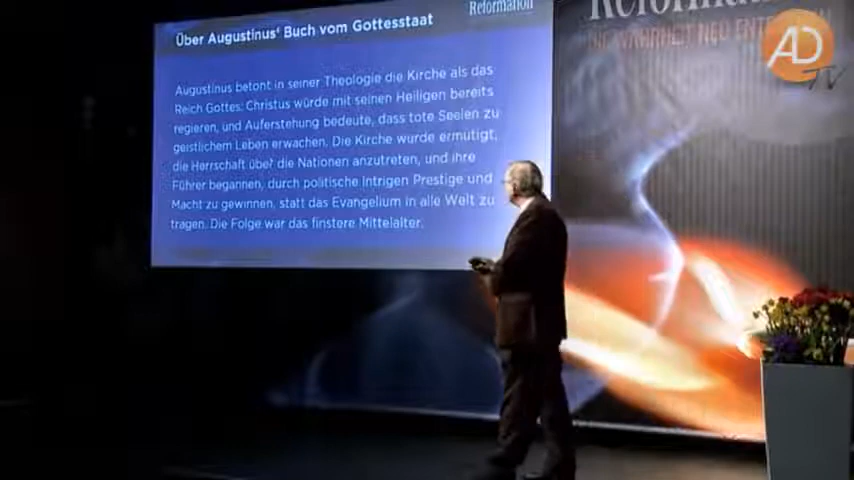 Reformation
Über Augustinus' Buch vom Gottesstaat
Augustinus betont in seiner Theologie die Kirche als das
Reich Gottes: Christus würde mit seinen Heiligen bereits
regieren, und Auferstehung bedeute, dass tote Seelen zu
geistlichem Leben erwachen. Die Kirche wurde ermutigt,
die Herrschaft über die Nationen anzutreten, und ihre
Führer begannen, durch politische Intrigen Prestige und
Macht zu gewinnen, statt das Evangelium in alle Welt zu
tragen. Die Folge war das finstere Mittelalter.
DIE WAHRHEIT NEU
AD
TV